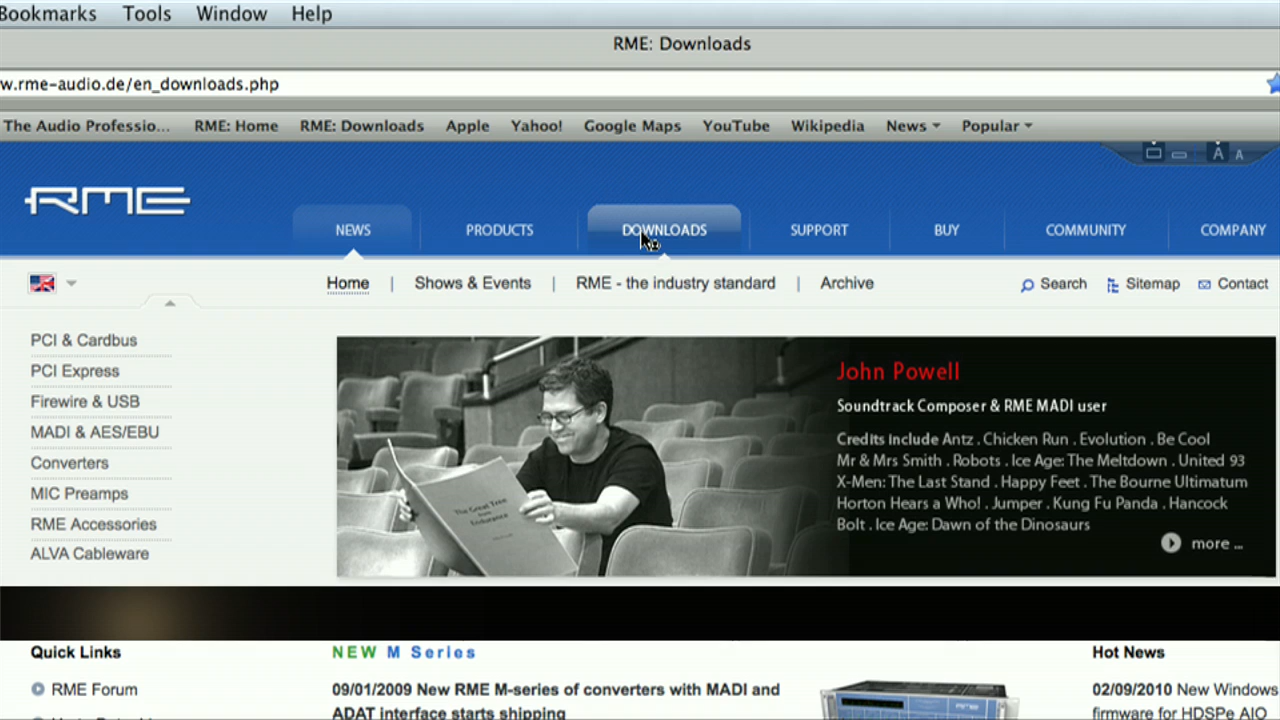 Bookmarks Tools Window Help
RME: Downloads
w.rme-audio.de/en_downloads.php
The Audio Professio... RME: Home RME: Downloads Apple Yahoo! Google Maps YouTube Wikipedia News Popular
A A
RME
NEWS PRODUCTS DOWNLOADS SUPPORT BUY COMMUNITY COMPANY
Home | Shows & Events | RME - the industry standard | Archive Search Sitemap Contact
PCI & Cardbus
PCI Express
Firewire & USB
MADI & AES/EBU
Converters
MIC Preamps
RME Accessories
ALVA Cableware
John Powell
Soundtrack Composer & RME MADI user
Credits include Antz . Chicken Run . Evolution . Be Cool
Mr & Mrs Smith . Robots . Ice Age: The Meltdown . United 93
X-Men: The Last Stand . Happy Feet . The Bourne Ultimatum
Horton Hears a Who! . Jumper . Kung Fu Panda . Hancock
Bolt . Ice Age: Dawn of the Dinosaurs
more ...
The Great Tree
from
Quick Links
RME Forum
NEW M Series
09/01/2009 New RME M-series of converters with MADI and
ADAT interface starts shipping
RME
Hot News
02/09/2010 New Windows
firmware for HDSPe AIO